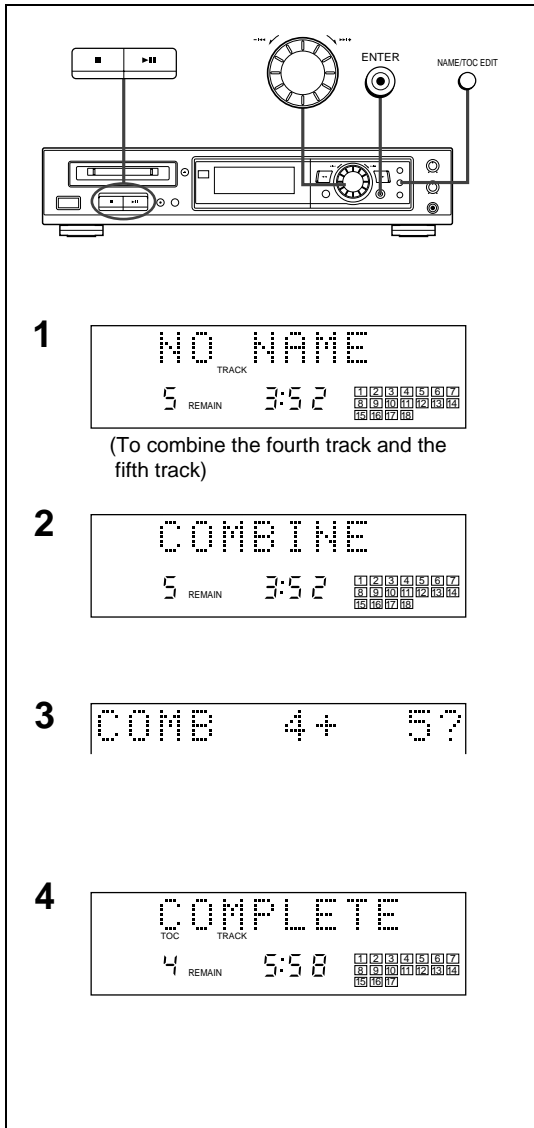 ENTER
NAME/TOC EDIT
1
NO NAME
TRACK
5 REMAIN 3:52
1 2 3 4 5 6 7
8 9 10 11 12 13 14
15 16 17 18
(To combine the fourth track and the
fifth track)
2
COMBINE
5 REMAIN 3:52
1 2 3 4 5 6 7
8 9 10 11 12 13 14
15 16 17 18
3
COMB 4+ 5?
4
COMPLETE
TOC TRACK
4 REMAIN 5:58
1 2 3 4 5 6 7
8 9 10 11 12 13 14
15 16 17